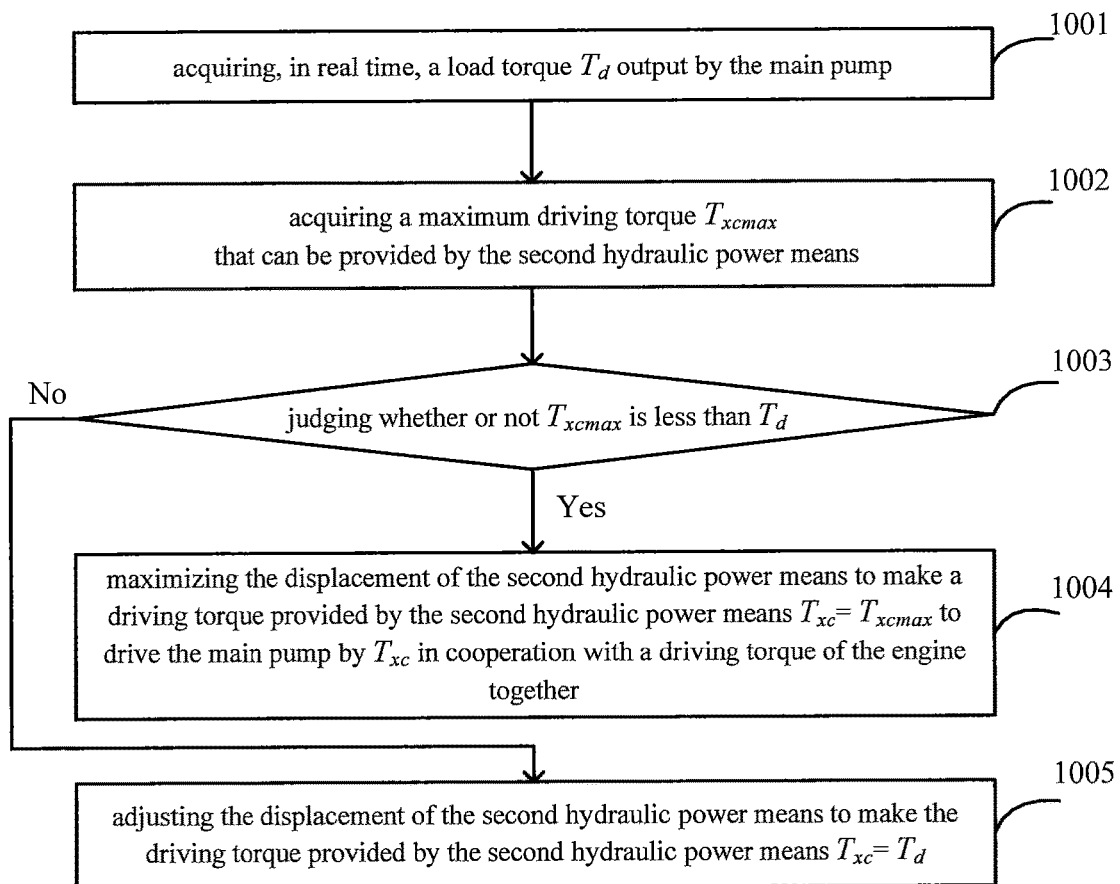 1001
acquiring, in real time, a load torque T_d output by the main pump
1002
acquiring a maximum driving torque T_xcmax
that can be provided by the second hydraulic power means
1003
No
judging whether or not T_xcmax is less than T_d
Yes
1004
maximizing the displacement of the second hydraulic power means to make a
driving torque provided by the second hydraulic power means T_xc= T_xcmax to
drive the main pump by T_xc in cooperation with a driving torque of the engine
together
1005
adjusting the displacement of the second hydraulic power means to make the
driving torque provided by the second hydraulic power means T_xc= T_d